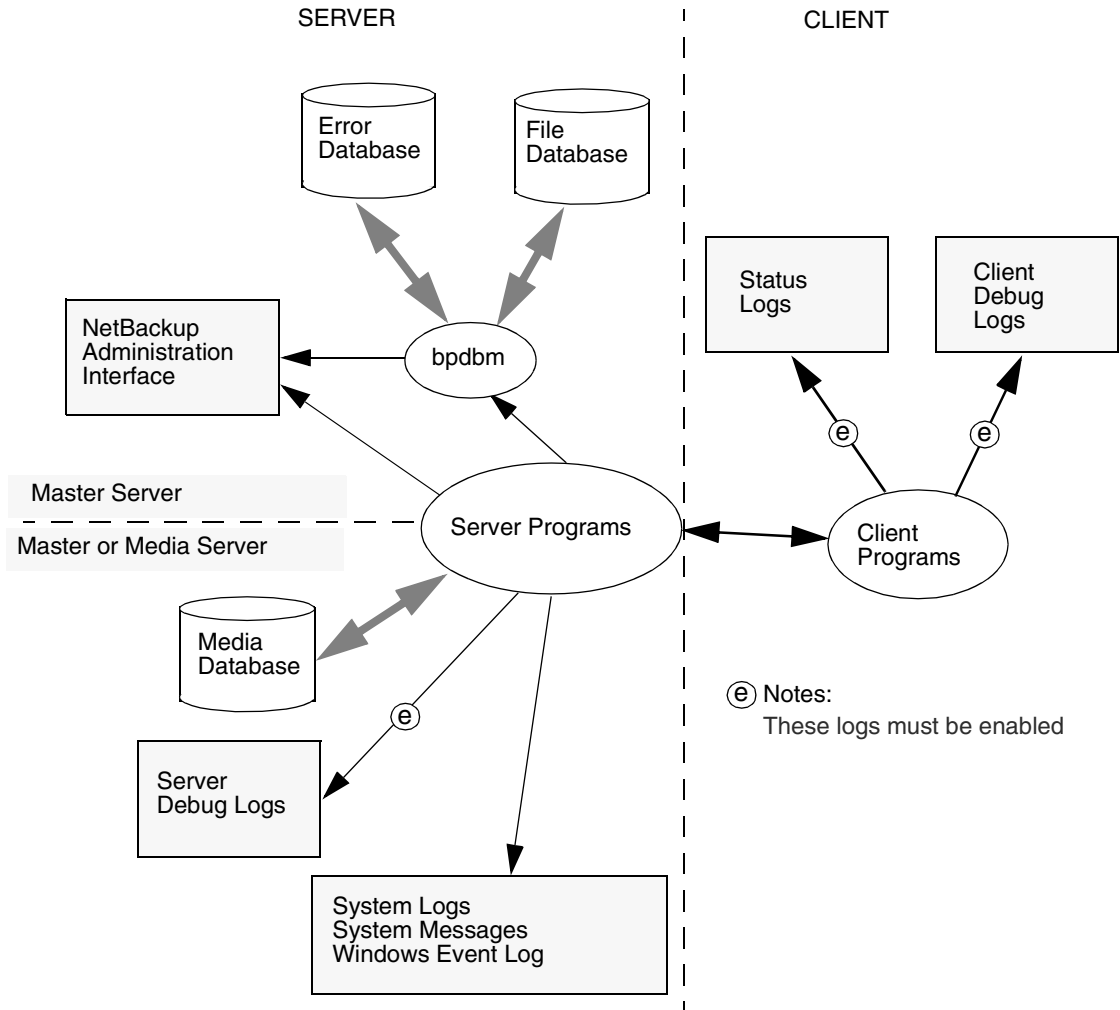 SERVER
CLIENT
Error
Database
File
Database
Status
Logs
Client
Debug
Logs
NetBackup
Administration
Interface
bpdbm
e
e
Master Server
Master or Media Server
Server Programs
Client
Programs
Media
Database
e
e Notes:
These logs must be enabled
Server
Debug Logs
System Logs
System Messages
Windows Event Log